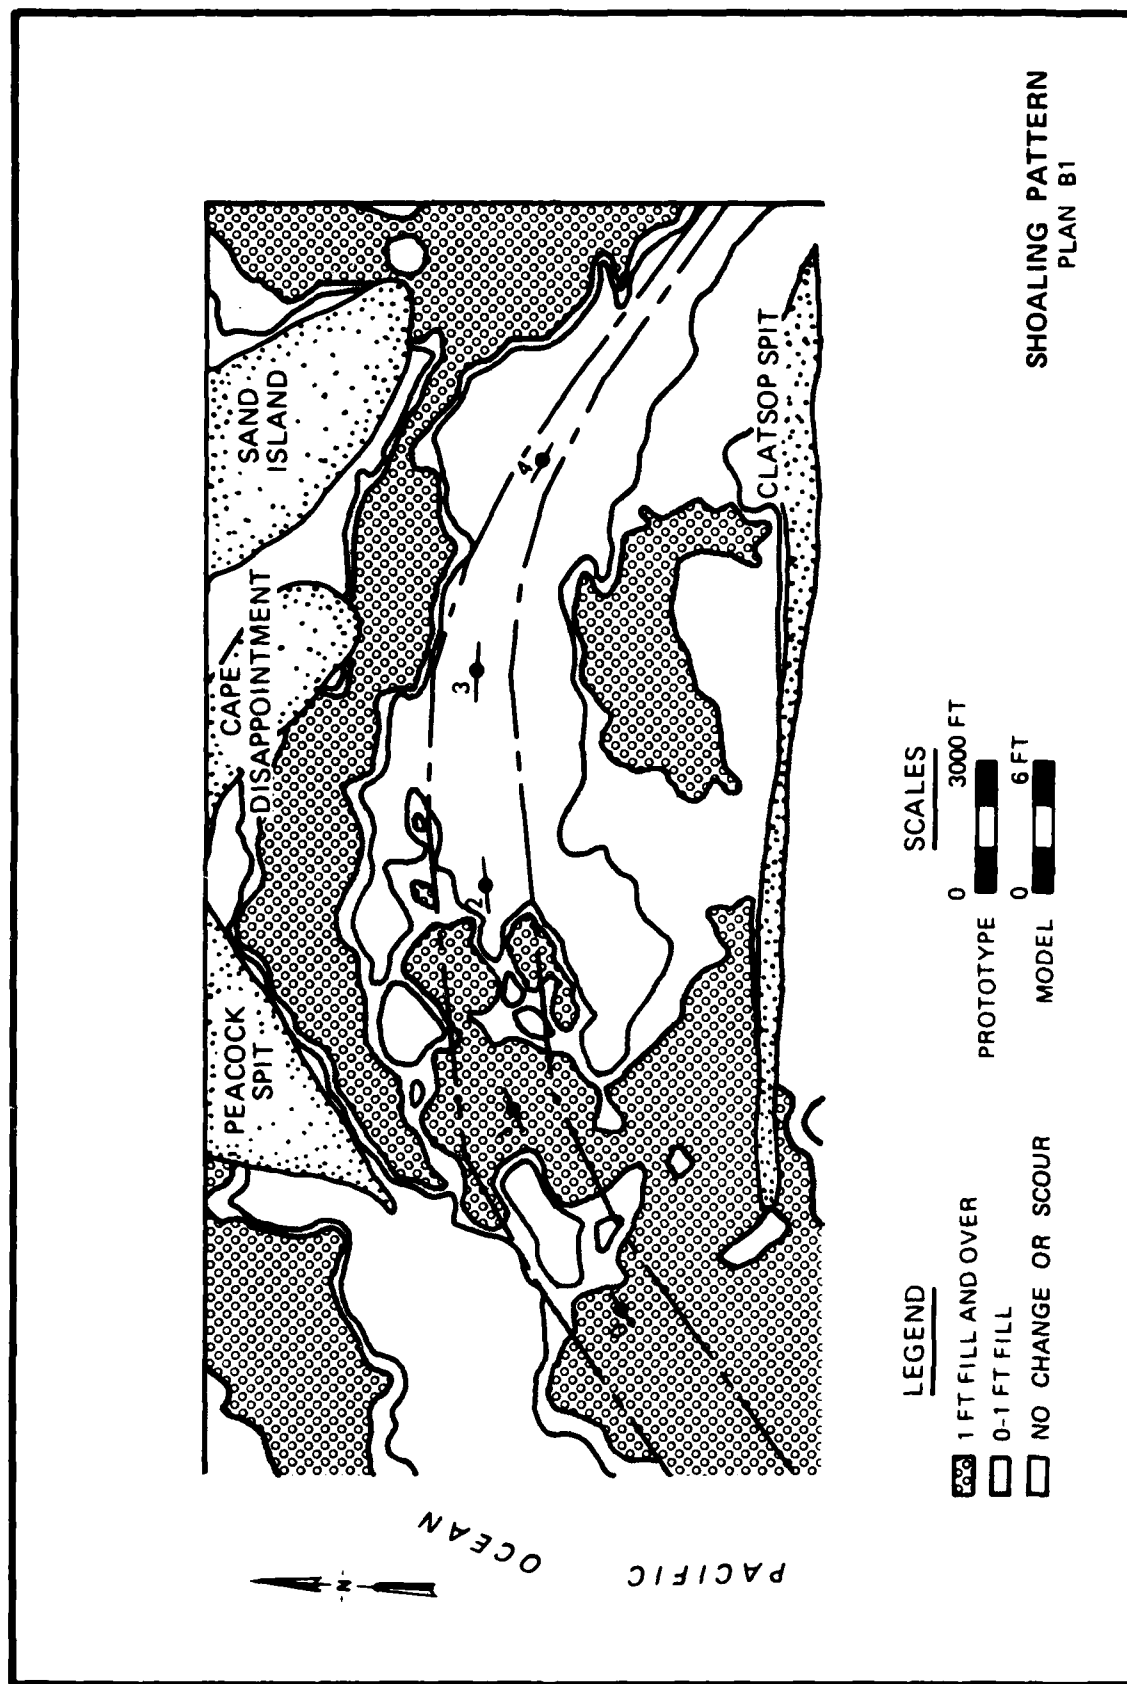 PEACOCK
SPIT
CAPE
DISAPPOINTMENT
SAND
ISLAND
PACIFIC OCEAN
N
0
1
2
3
4
CLATSOP SPIT
LEGEND
1 FT FILL AND OVER
0-1 FT FILL
NO CHANGE OR SCOUR
SCALES
PROTOTYPE 0 3000 FT
MODEL 0 6 FT
SHOALING PATTERN
PLAN B1